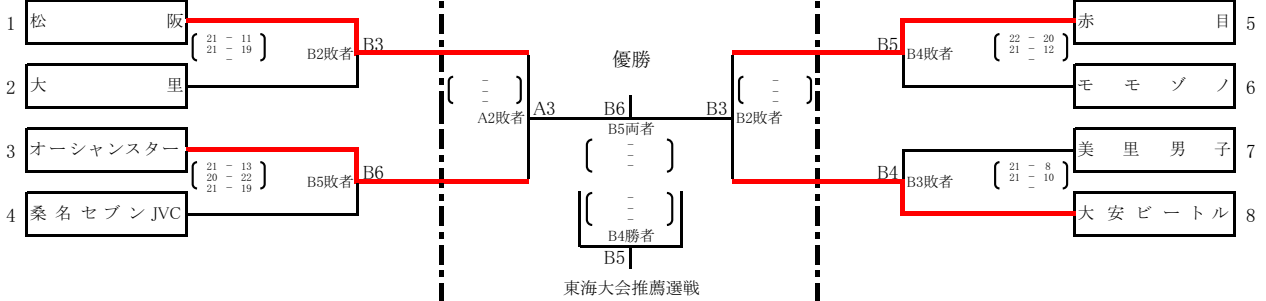 1 松阪
21 － 11
21 － 19
－
B2敗者
B3
2 大里
3 オーシャンスター
21 － 13
20 － 22
21 － 19
B5敗者
B6
4 桑名セブンJVC
－
－
－
A2敗者
A3
優勝
B6
B5両者
－
－
－
－
－
－
B4勝者
B5
東海大会推薦選戦
B3
－
－
－
B2敗者
赤目 5
B5
B4敗者
22 － 20
21 － 12
－
モモゾノ 6
美里男子 7
B4
B3敗者
21 － 8
21 － 10
－
大安ビートル 8